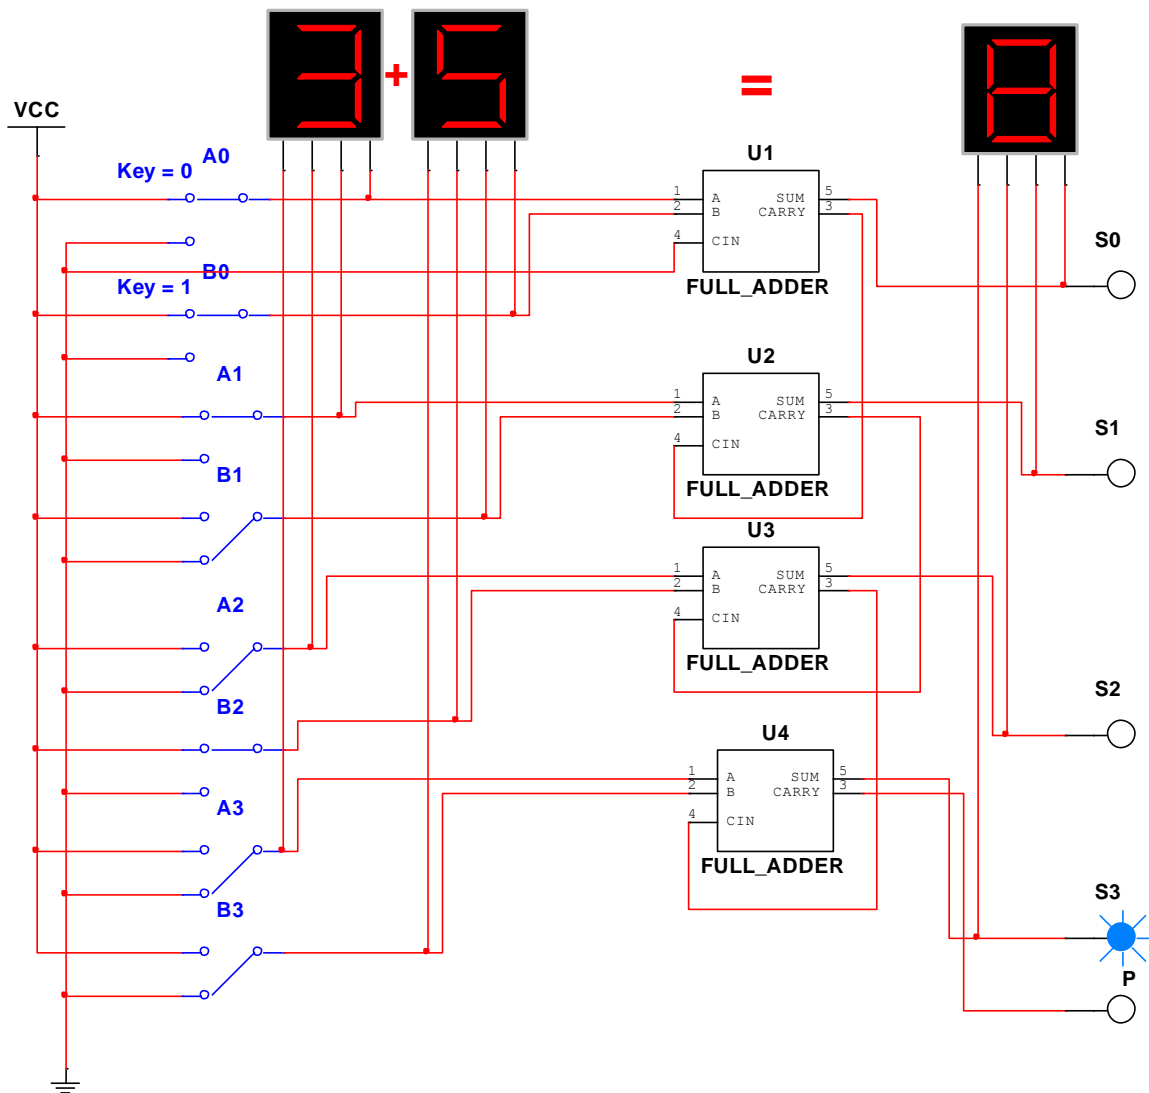 3 + 5 = 8
VCC
A0
Key = 0
B0
Key = 1
A1
B1
A2
B2
A3
B3
U1
1 A SUM 5
2 B CARRY 3
4 CIN
FULL_ADDER
U2
1 A SUM 5
2 B CARRY 3
4 CIN
FULL_ADDER
U3
1 A SUM 5
2 B CARRY 3
4 CIN
FULL_ADDER
U4
1 A SUM 5
2 B CARRY 3
4 CIN
FULL_ADDER
S0
S1
S2
S3
P